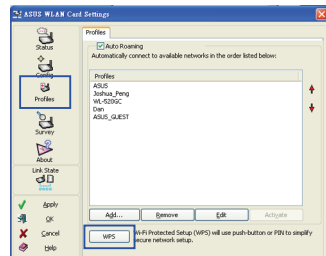 ASUS WLAN Card Settings
Status
Config
Profiles
Survey
About
Link State
Apply
OK
Cancel
Help
Profiles
Auto Roaming
Automatically connect to available networks in the order listed below:
Profiles
ASUS
Joshua_Peng
WL-520GC
Dan
ASUS_GUEST
Add...
Remove
Edit
Activate
WPS
Wi-Fi Protected Setup (WPS) will use push-button or PIN to simplify
secure network setup.